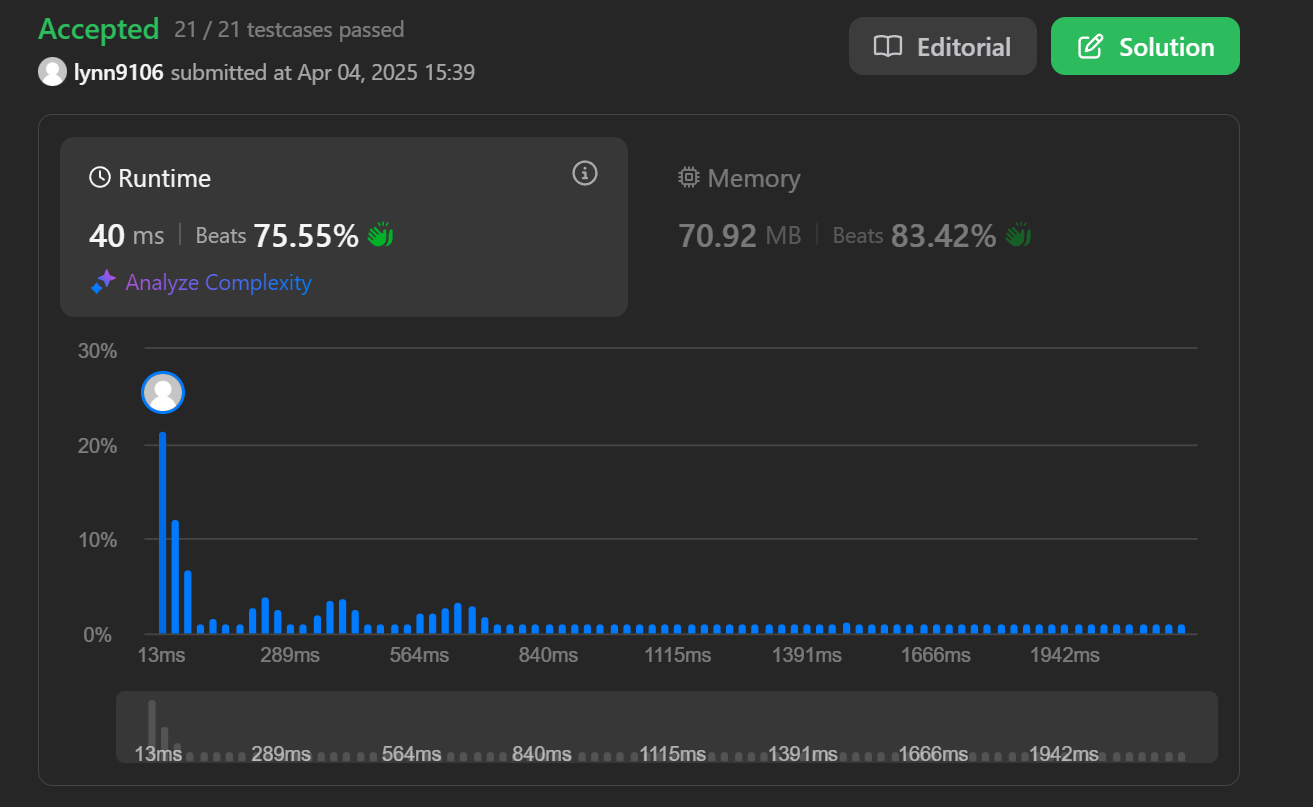 Accepted 21 / 21 testcases passed
Editorial
Solution
lynn9106 submitted at Apr 04, 2025 15:39
Runtime
Memory
40 ms | Beats 75.55%
70.92 MB | Beats 83.42%
Analyze Complexity
30%
20%
10%
0%
13ms 289ms 564ms 840ms 1115ms 1391ms 1666ms 1942ms
13ms 289ms 564ms 840ms 1115ms 1391ms 1666ms 1942ms